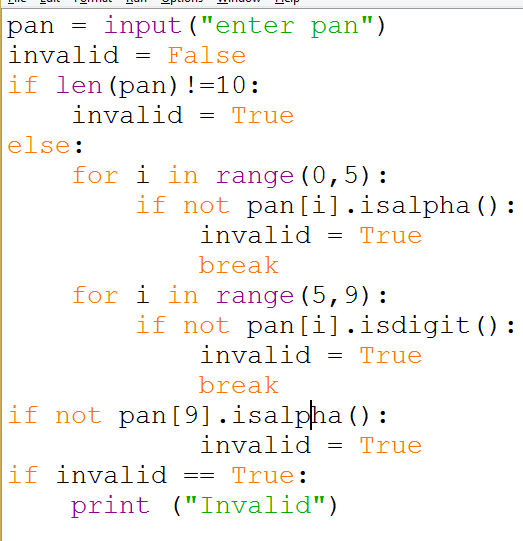 pan = input("enter pan")
invalid = False
if len(pan)!=10:
    invalid = True
else:
    for i in range(0,5):
        if not pan[i].isalpha():
            invalid = True
            break
    for i in range(5,9):
        if not pan[i].isdigit():
            invalid = True
            break
if not pan[9].isalpha():
            invalid = True
if invalid == True:
    print ("Invalid")